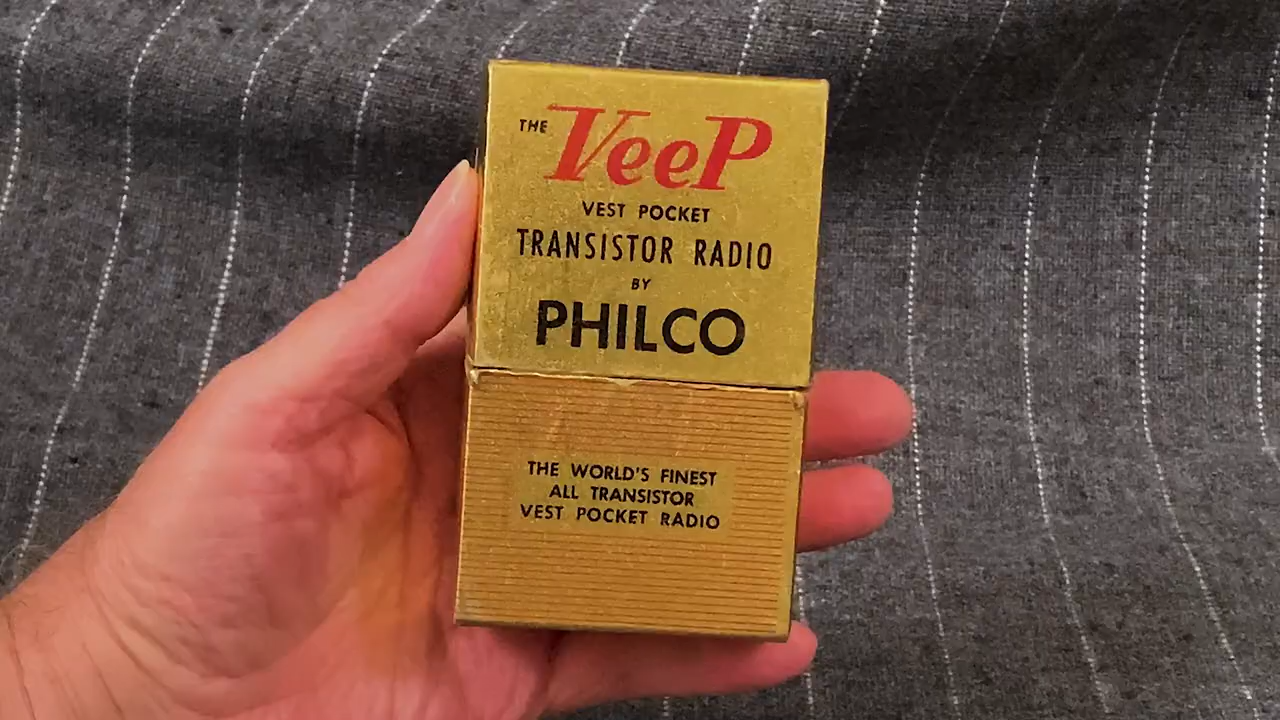 THE VeeP
VEST POCKET
TRANSISTOR RADIO
BY
PHILCO
THE WORLD'S FINEST
ALL TRANSISTOR
VEST POCKET RADIO